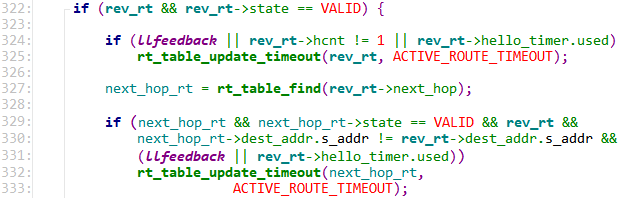 322: if (rev_rt && rev_rt->state == VALID) {
323:
324: if (llfeedback || rev_rt->hcnt != 1 || rev_rt->hello_timer.used)
325: rt_table_update_timeout(rev_rt, ACTIVE_ROUTE_TIMEOUT);
326:
327: next_hop_rt = rt_table_find(rev_rt->next_hop);
328:
329: if (next_hop_rt && next_hop_rt->state == VALID && rev_rt &&
330: next_hop_rt->dest_addr.s_addr != rev_rt->dest_addr.s_addr &&
331: (llfeedback || rev_rt->hello_timer.used))
332: rt_table_update_timeout(next_hop_rt,
333: ACTIVE_ROUTE_TIMEOUT);